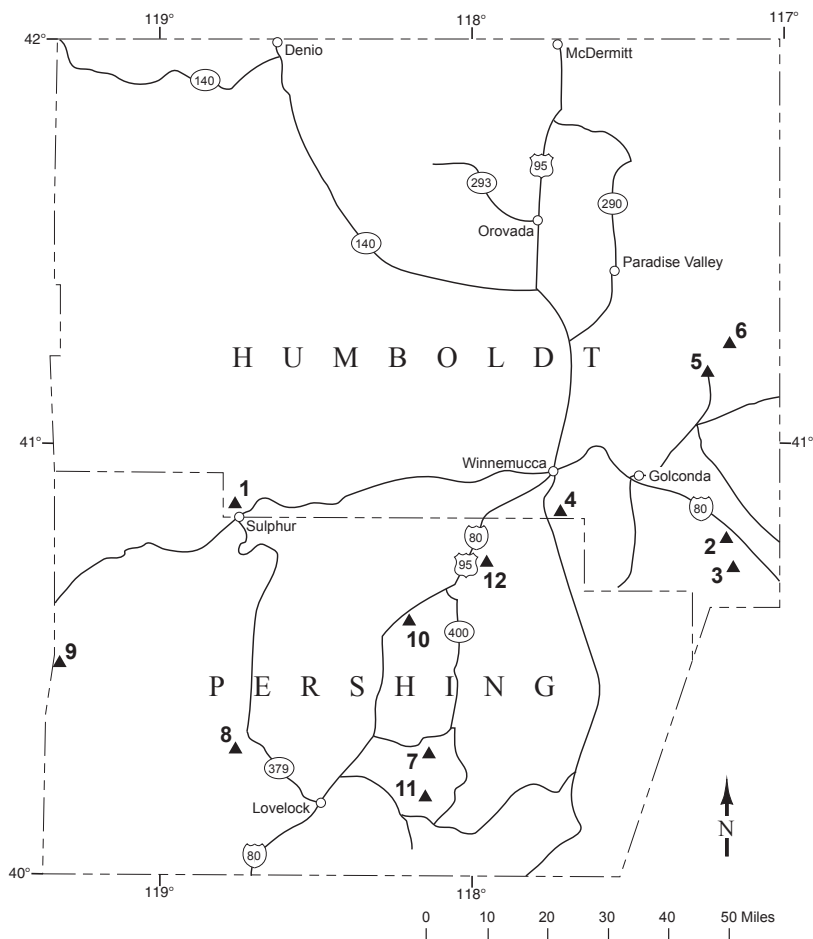 119° 118° 117°
42° Denio McDermitt
140
95
293
290
Orovada
140
Paradise Valley
6
H U M B O L D T
5
41° 41°
Winnemucca
Golconda
1
4
80
Sulphur
80
2
95
12
3
10
400
9
P E R S H I N G
8
7
379
11
Lovelock
N
80
40°
119° 118°
0 10 20 30 40 50 Miles